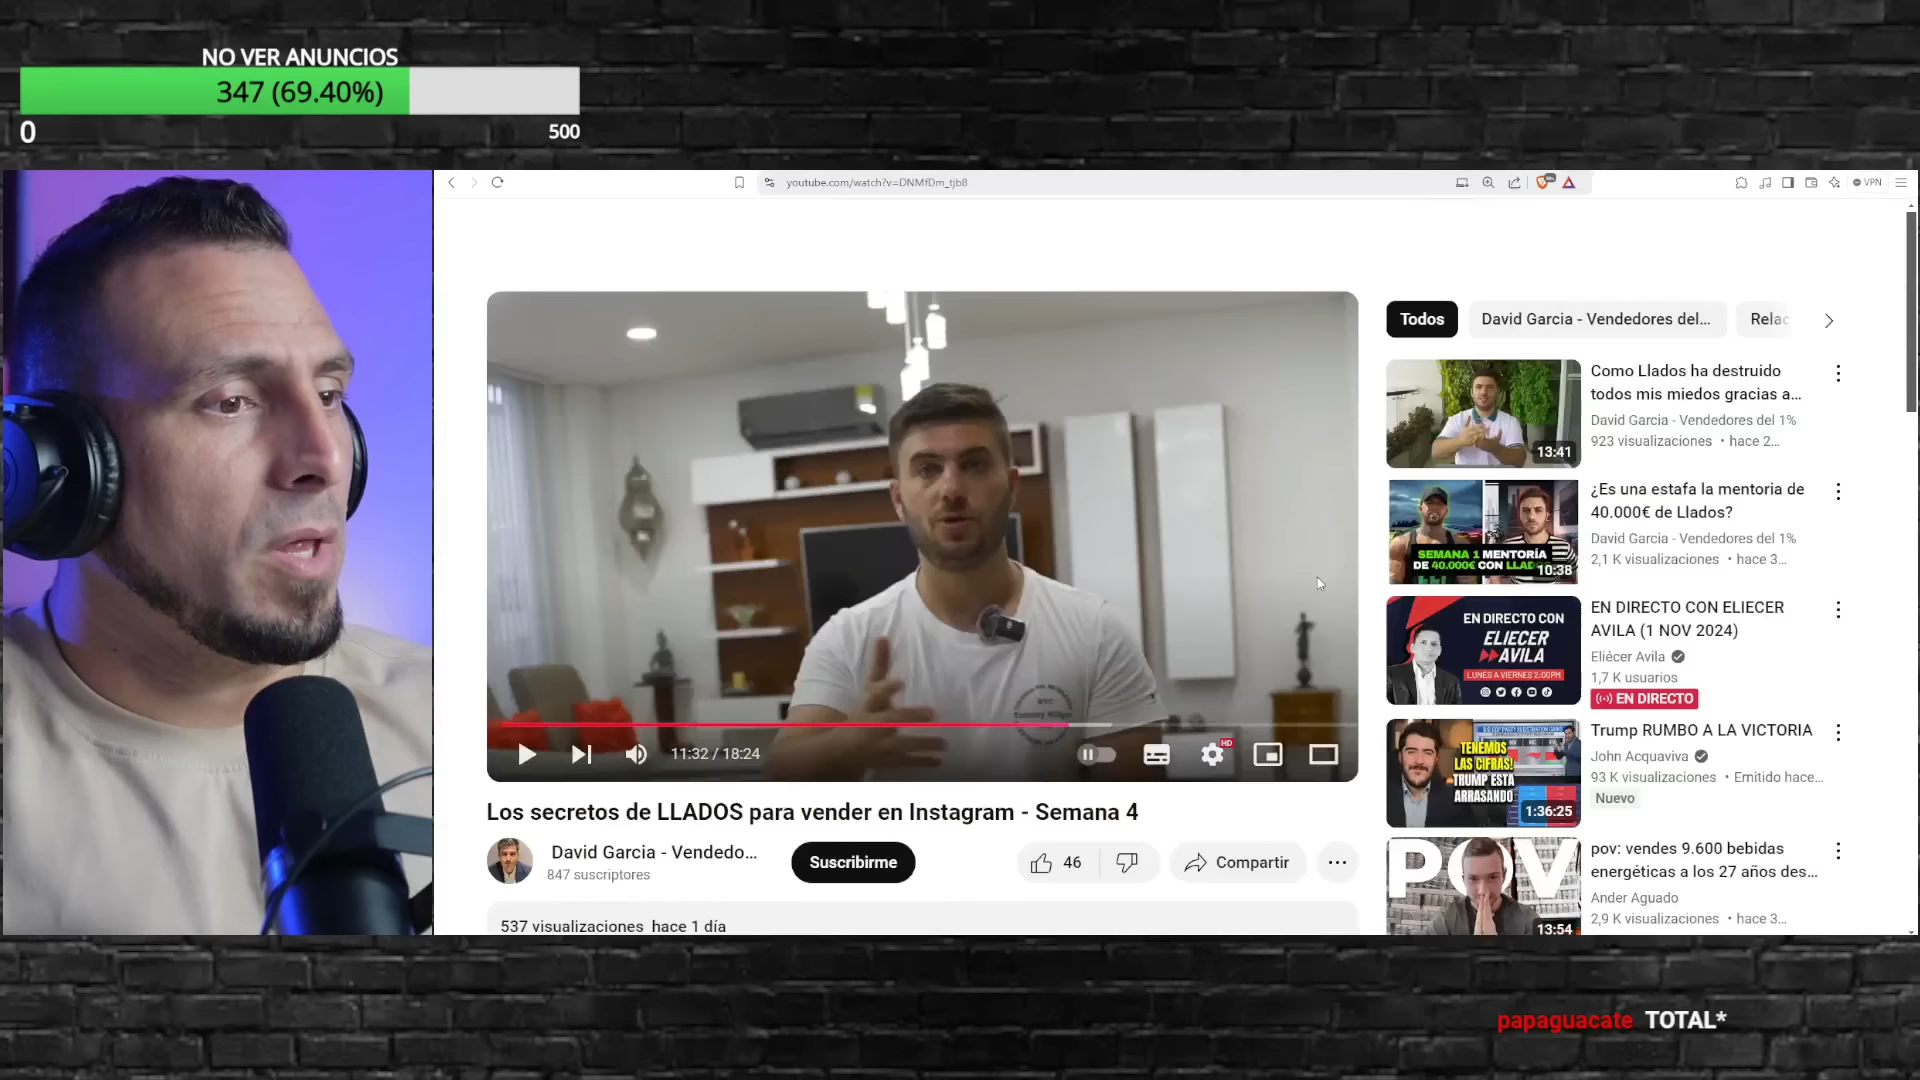 NO VER ANUNCIOS
347 (69.40%)
0
500
youtube.com/watch?v=DNMfDm_tjb8
VPN
11:32 / 18:24
HD
Los secretos de LLADOS para vender en Instagram - Semana 4
David Garcia - Vendedo...
847 suscriptores
Suscribirme
46
Compartir
537 visualizaciones hace 1 día
Todos
David Garcia - Vendedores del...
Relac
13:41
Como Llados ha destruido
todos mis miedos gracias a...
David Garcia - Vendedores del 1%
923 visualizaciones • hace 2...
SEMANA 1 MENTORÍA
DE 40.000€ CON LLAD
10:38
¿Es una estafa la mentoria de
40.000€ de Llados?
David Garcia - Vendedores del 1%
2,1 K visualizaciones • hace 3...
EN DIRECTO CON
ELIECER
AVILA
LUNES A VIERNES 2:00PM
EN DIRECTO CON ELIECER
AVILA (1 NOV 2024)
Eliécer Avila
1,7 K usuarios
EN DIRECTO
TENEMOS
LAS CIFRAS!
TRUMP ESTA
ARRASANDO
1:36:25
Trump RUMBO A LA VICTORIA
John Acquaviva
93 K visualizaciones • Emitido hace...
Nuevo
POV
13:54
pov: vendes 9.600 bebidas
energéticas a los 27 años des...
Ander Aguado
2,9 K visualizaciones • hace 3...
papaguacate TOTAL*